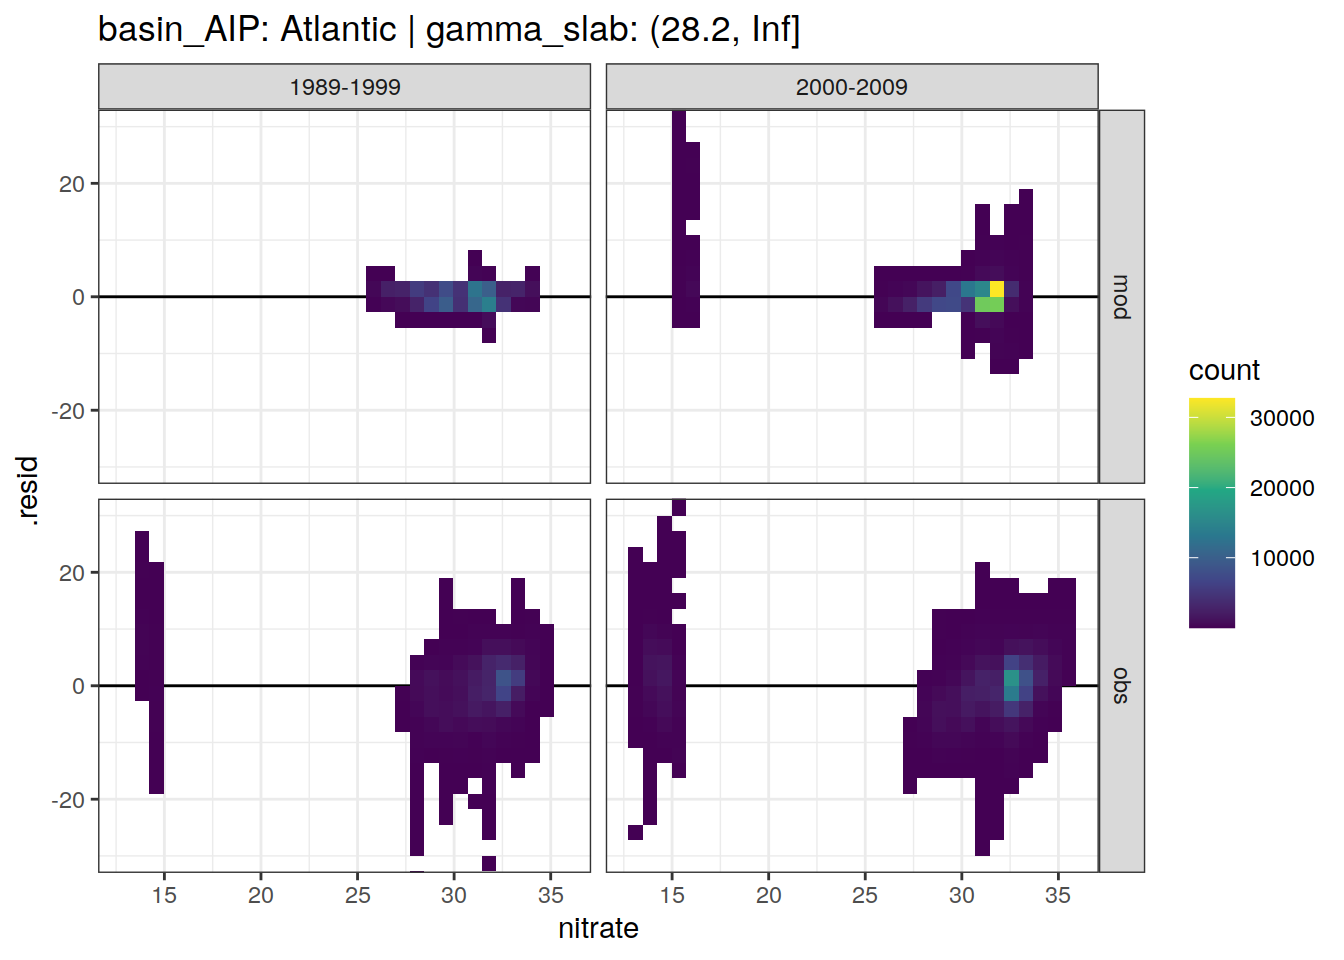 basin_AIP: Atlantic | gamma_slab: (28.2, Inf]
1989-1999
2000-2009
20
0
-20
mod
20
0
-20
obs
.resid
15 20 25 30 35
15 20 25 30 35
nitrate
count
30000
20000
10000